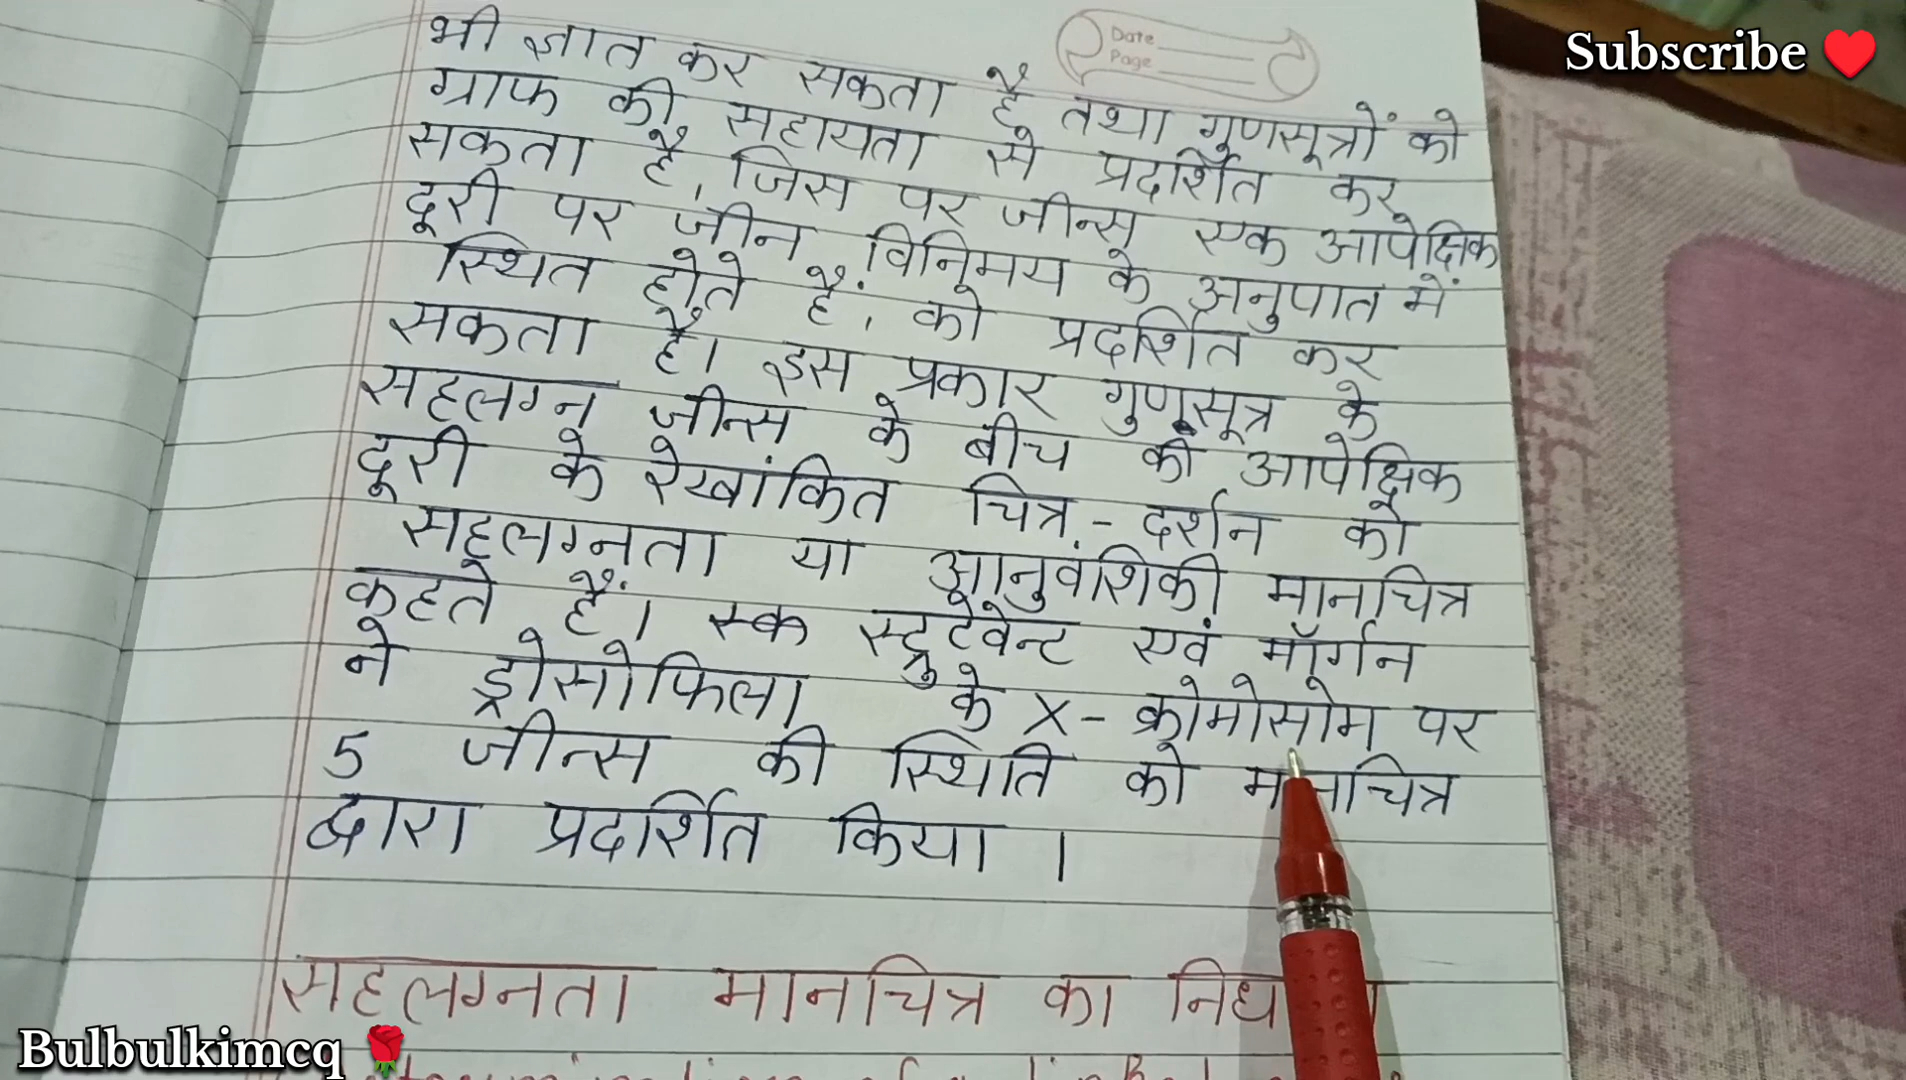 Subscribe ❤️
Date
Page
भी ज्ञात कर सकता है तथा गुणसूत्रों को
ग्राफ की सहायता से प्रदर्शित कर
सकता है, जिस पर जीन्स एक आपेक्षिक
दूरी पर जीन विनिमय के अनुपात में
स्थित होते हैं, को प्रदर्शित कर
सकता है। इस प्रकार गुणसूत्र के
सहलग्न जीन्स के बीच की आपेक्षिक
दूरी के रेखांकित चित्र - दर्शन को
सहलग्नता या आनुवंशिकी मानचित्र
कहते हैं। स्क स्टुर्टेवेन्ट एवं मॉर्गन
ने ड्रोसोफिला के X- क्रोमोसोम पर
5 जीन्स की स्थिति को मानचित्र
द्वारा प्रदर्शित किया ।
सहलग्नता मानचित्र का
Bulbulkimcq 🌹